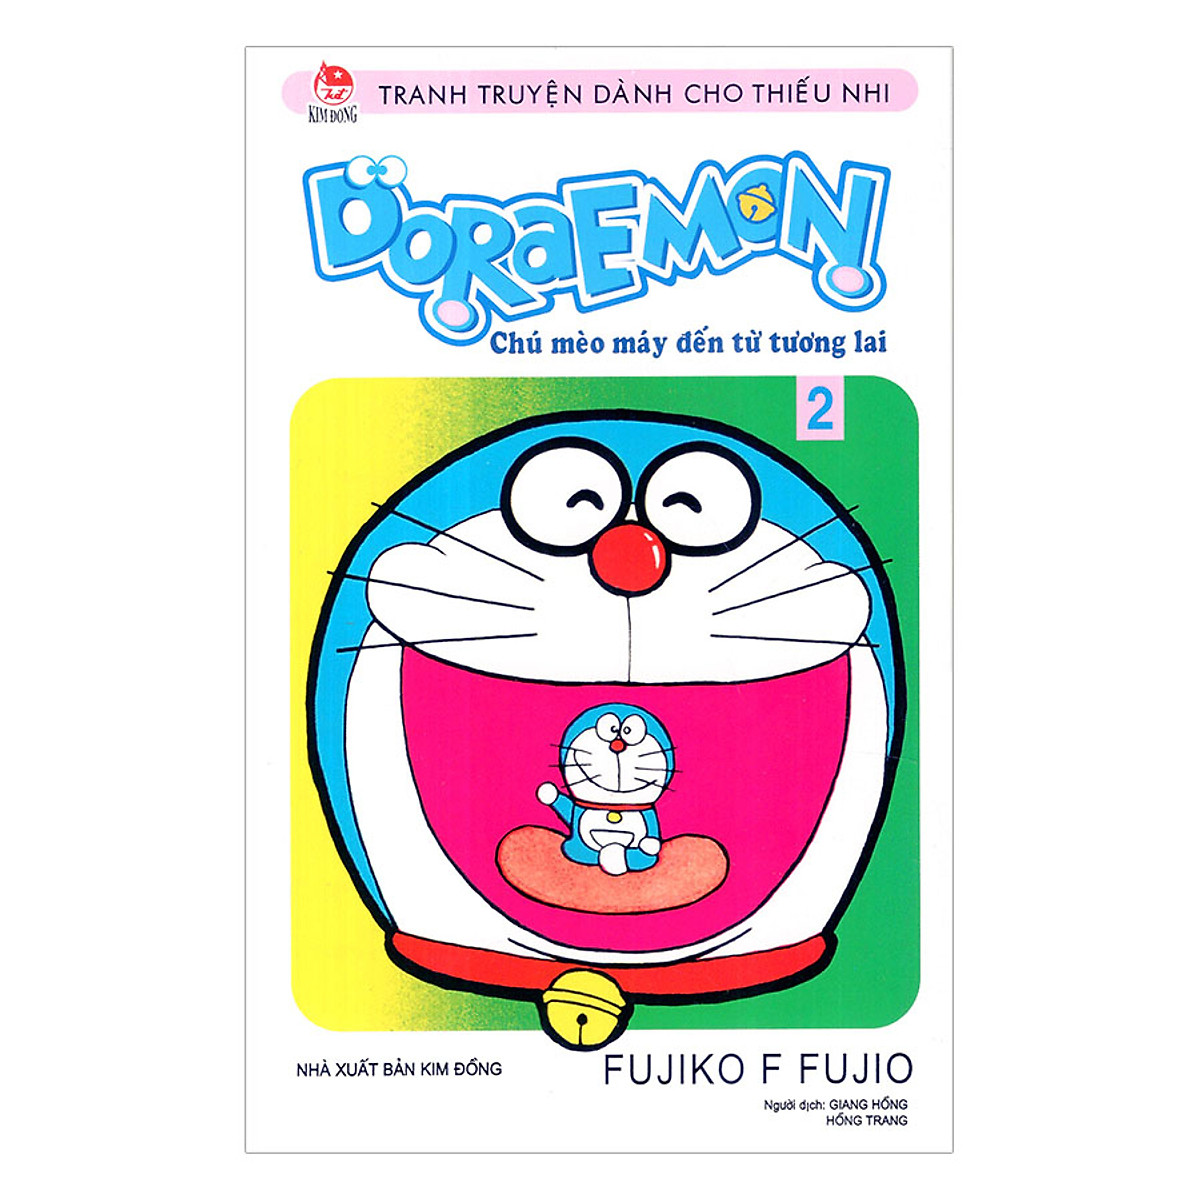 KIM ĐỒNG
TRANH TRUYỆN DÀNH CHO THIẾU NHI
DORAEMON
Chú mèo máy đến từ tương lai
2
NHÀ XUẤT BẢN KIM ĐỒNG
FUJIKO F FUJIO
Người dịch: GIANG HỒNG
HỒNG TRANG